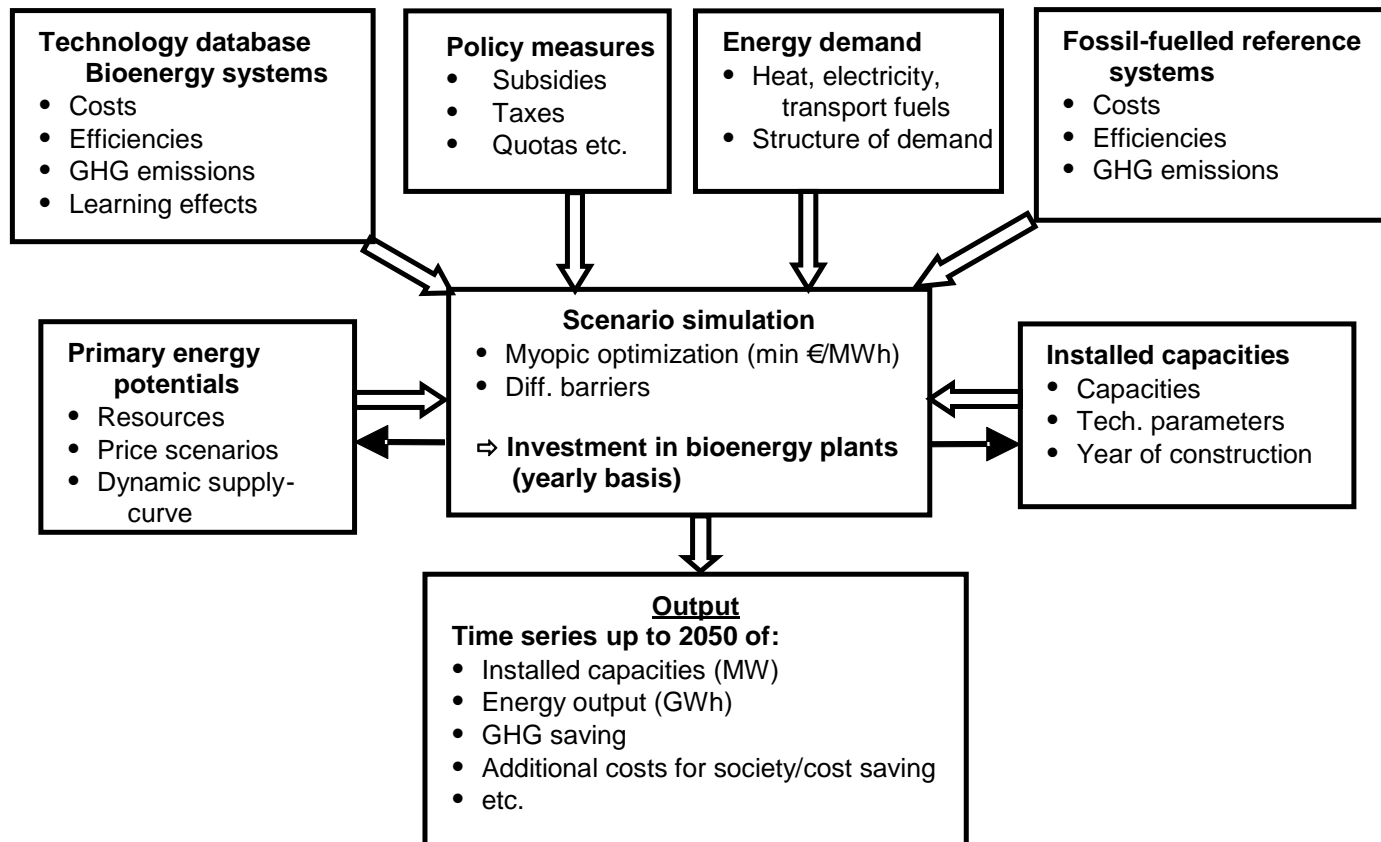 Technology database
Bioenergy systems
• Costs
• Efficiencies
• GHG emissions
• Learning effects
Policy measures
• Subsidies
• Taxes
• Quotas etc.
Energy demand
• Heat, electricity,
transport fuels
• Structure of demand
Fossil-fuelled reference
systems
• Costs
• Efficiencies
• GHG emissions
Primary energy
potentials
• Resources
• Price scenarios
• Dynamic supply-
curve
Scenario simulation
• Myopic optimization (min €/MWh)
• Diff. barriers
⇨ Investment in bioenergy plants
(yearly basis)
Installed capacities
• Capacities
• Tech. parameters
• Year of construction
Output
Time series up to 2050 of:
• Installed capacities (MW)
• Energy output (GWh)
• GHG saving
• Additional costs for society/cost saving
• etc.